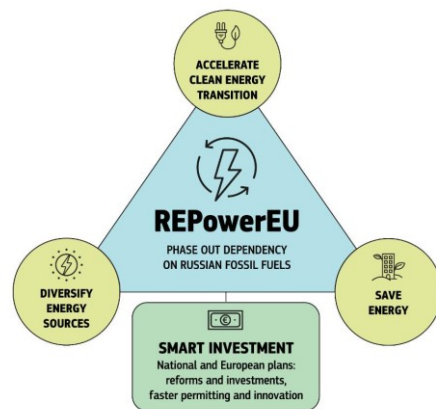 ACCELERATE
CLEAN ENERGY
TRANSITION
REPowerEU
PHASE OUT DEPENDENCY
ON RUSSIAN FOSSIL FUELS
DIVERSIFY
ENERGY
SOURCES
SAVE
ENERGY
€
SMART INVESTMENT
National and European plans:
reforms and investments,
faster permitting and innovation